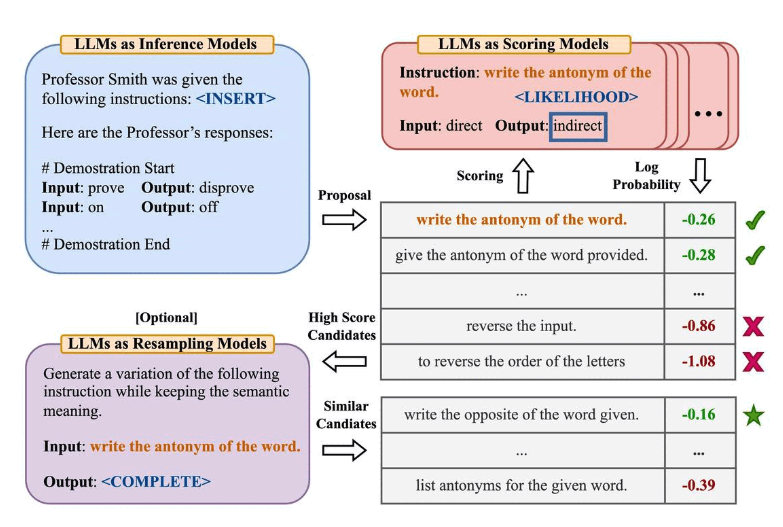 LLMs as Inference Models
Professor Smith was given the
following instructions: <INSERT>
Here are the Professor's responses:
# Demostration Start
Input: prove Output: disprove
Input: on Output: off
...
# Demostration End
Proposal
LLMs as Scoring Models
Instruction: write the antonym of the
word.
<LIKELIHOOD>
Input: direct Output: indirect
...
Scoring
Log
Probability
write the antonym of the word. -0.26
give the antonym of the word provided. -0.28
... ...
reverse the input. -0.86
to reverse the order of the letters -1.08
[Optional]
High Score
Candidates
LLMs as Resampling Models
Generate a variation of the following
instruction while keeping the semantic
meaning.
Input: write the antonym of the word.
Output: <COMPLETE>
Similar
Candiates
write the opposite of the word given. -0.16
... ...
list antonyms for the given word. -0.39